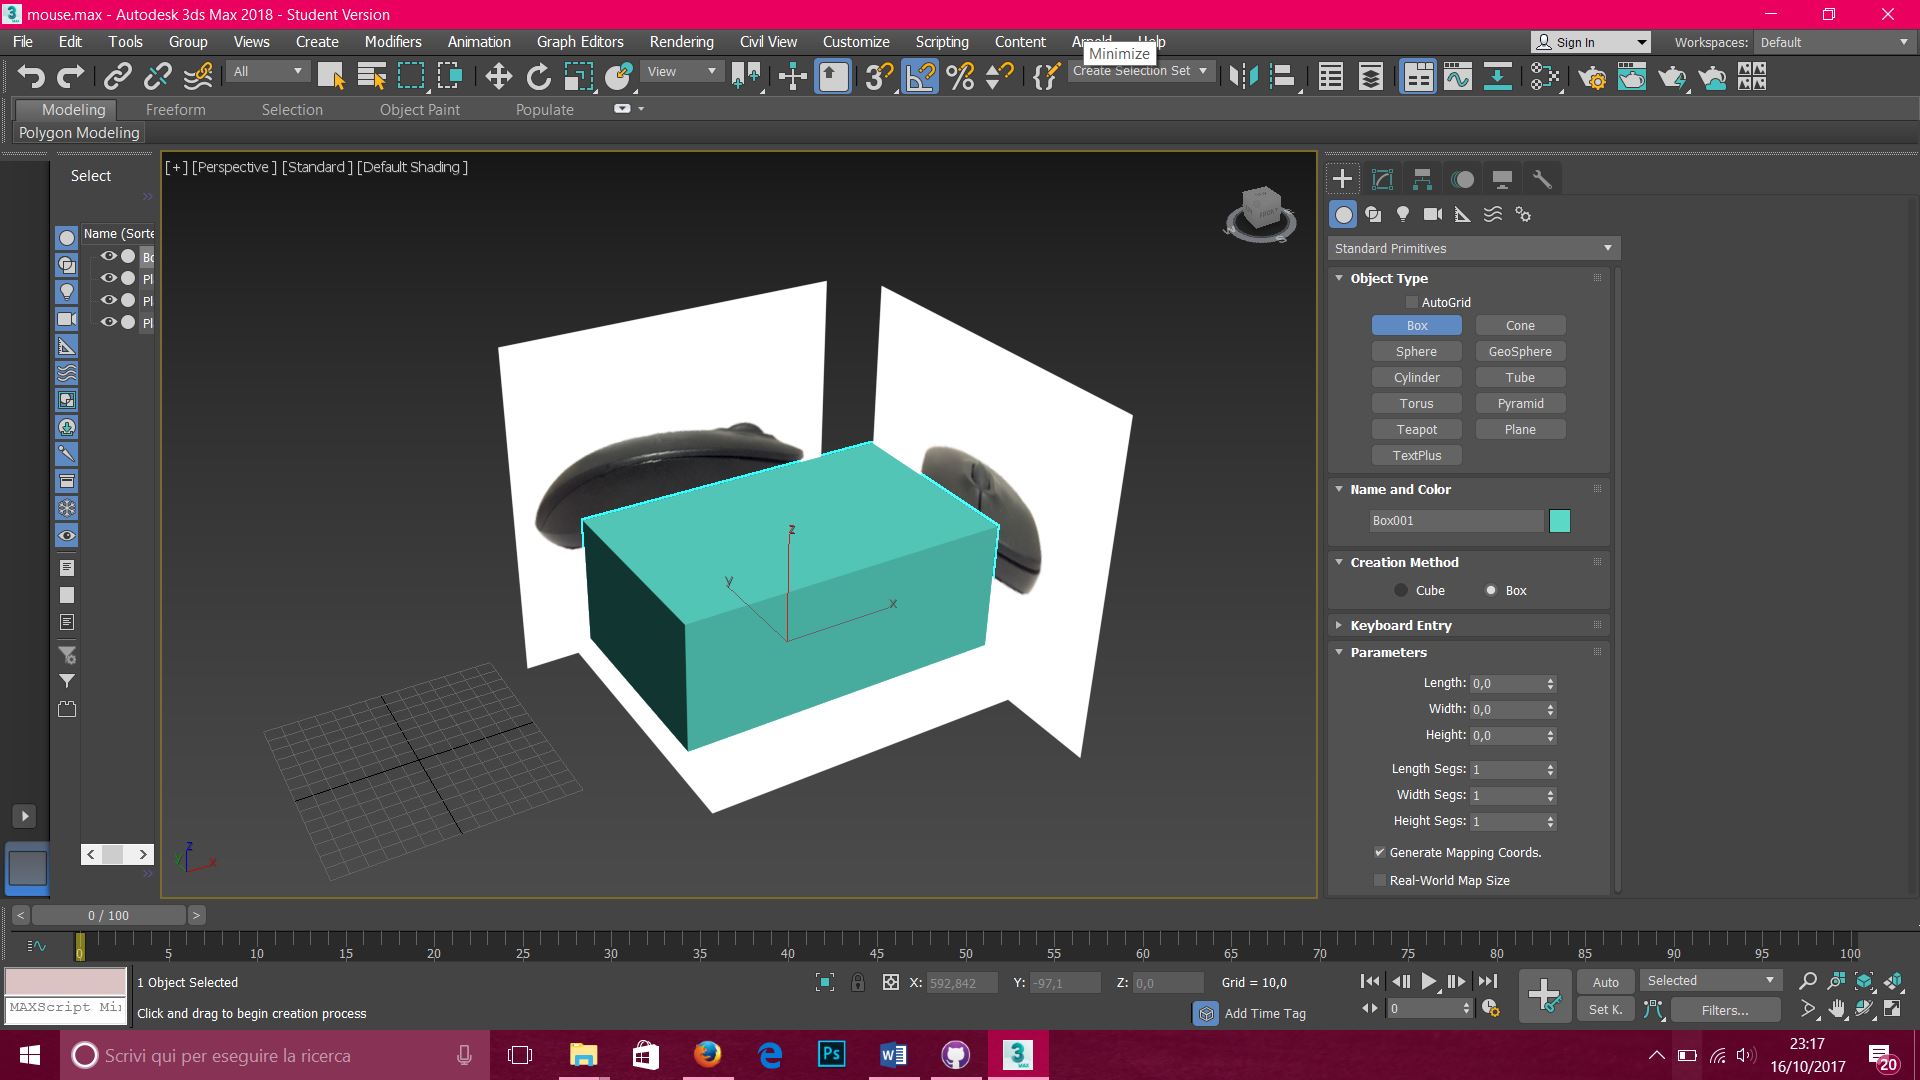 mouse.max - Autodesk 3ds Max 2018 - Student Version
File Edit Tools Group Views Create Modifiers Animation Graph Editors Rendering Civil View Customize Scripting Content Help
Minimize
Sign In
Workspaces: Default
All
View
Create Selection Set
Modeling Freeform Selection Object Paint Populate
Polygon Modeling
Select
Name (Sorte
Bo
Pl
Pl
Pl
[+] [Perspective ] [Standard ] [Default Shading ]
FRONT
W
S
z
y
x
z
y
x
Standard Primitives
Object Type
AutoGrid
Box Cone
Sphere GeoSphere
Cylinder Tube
Torus Pyramid
Teapot Plane
TextPlus
Name and Color
Box001
Creation Method
Cube Box
Keyboard Entry
Parameters
Length: 0,0
Width: 0,0
Height: 0,0
Length Segs: 1
Width Segs: 1
Height Segs: 1
Generate Mapping Coords.
Real-World Map Size
< 0 / 100 >
0 5 10 15 20 25 30 35 40 45 50 55 60 65 70 75 80 85 90 95 100
1 Object Selected
X: 592,842 Y: -97,1 Z: 0,0 Grid = 10,0
Auto Selected
MAXScript Mi
Click and drag to begin creation process
Add Time Tag
0
Set K. Filters...
Scrivi qui per eseguire la ricerca
Ps
W
3
MAX
23:17
16/10/2017
20